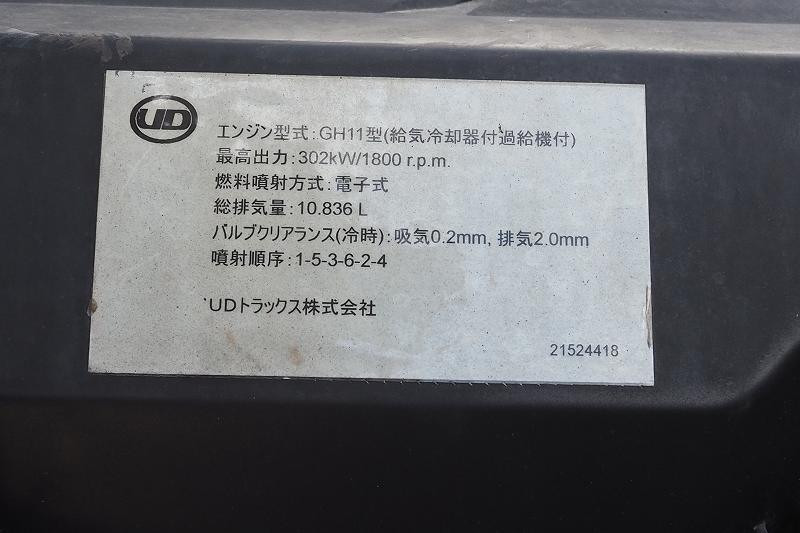 UD
エンジン型式:GH11型(給気冷却器付過給機付)
最高出力:302kW/1800 r.p.m.
燃料噴射方式:電子式
総排気量:10.836 L
バルブクリアランス(冷時):吸気0.2mm, 排気2.0mm
噴射順序:1-5-3-6-2-4
UDトラックス株式会社
21524418